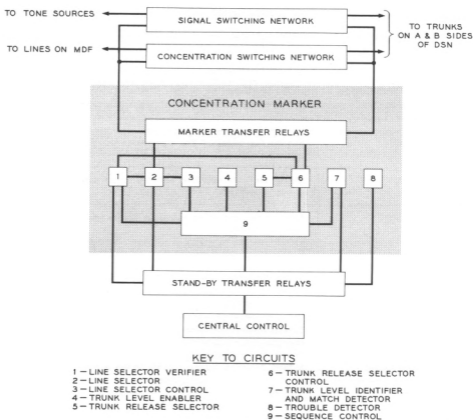 TO TONE SOURCES
SIGNAL SWITCHING NETWORK
TO TRUNKS
ON A & B SIDES
OF DSN
TO LINES ON MDF
CONCENTRATION SWITCHING NETWORK
CONCENTRATION MARKER
MARKER TRANSFER RELAYS
1 2 3 4 5 6 7 8
9
STAND-BY TRANSFER RELAYS
CENTRAL CONTROL
KEY TO CIRCUITS
1 — LINE SELECTOR VERIFIER
2 — LINE SELECTOR
3 — LINE SELECTOR CONTROL
4 — TRUNK LEVEL ENABLER
5 — TRUNK RELEASE SELECTOR
6 — TRUNK RELEASE SELECTOR
CONTROL
7 — TRUNK LEVEL IDENTIFIER
AND MATCH DETECTOR
8 — TROUBLE DETECTOR
9 — SEQUENCE CONTROL